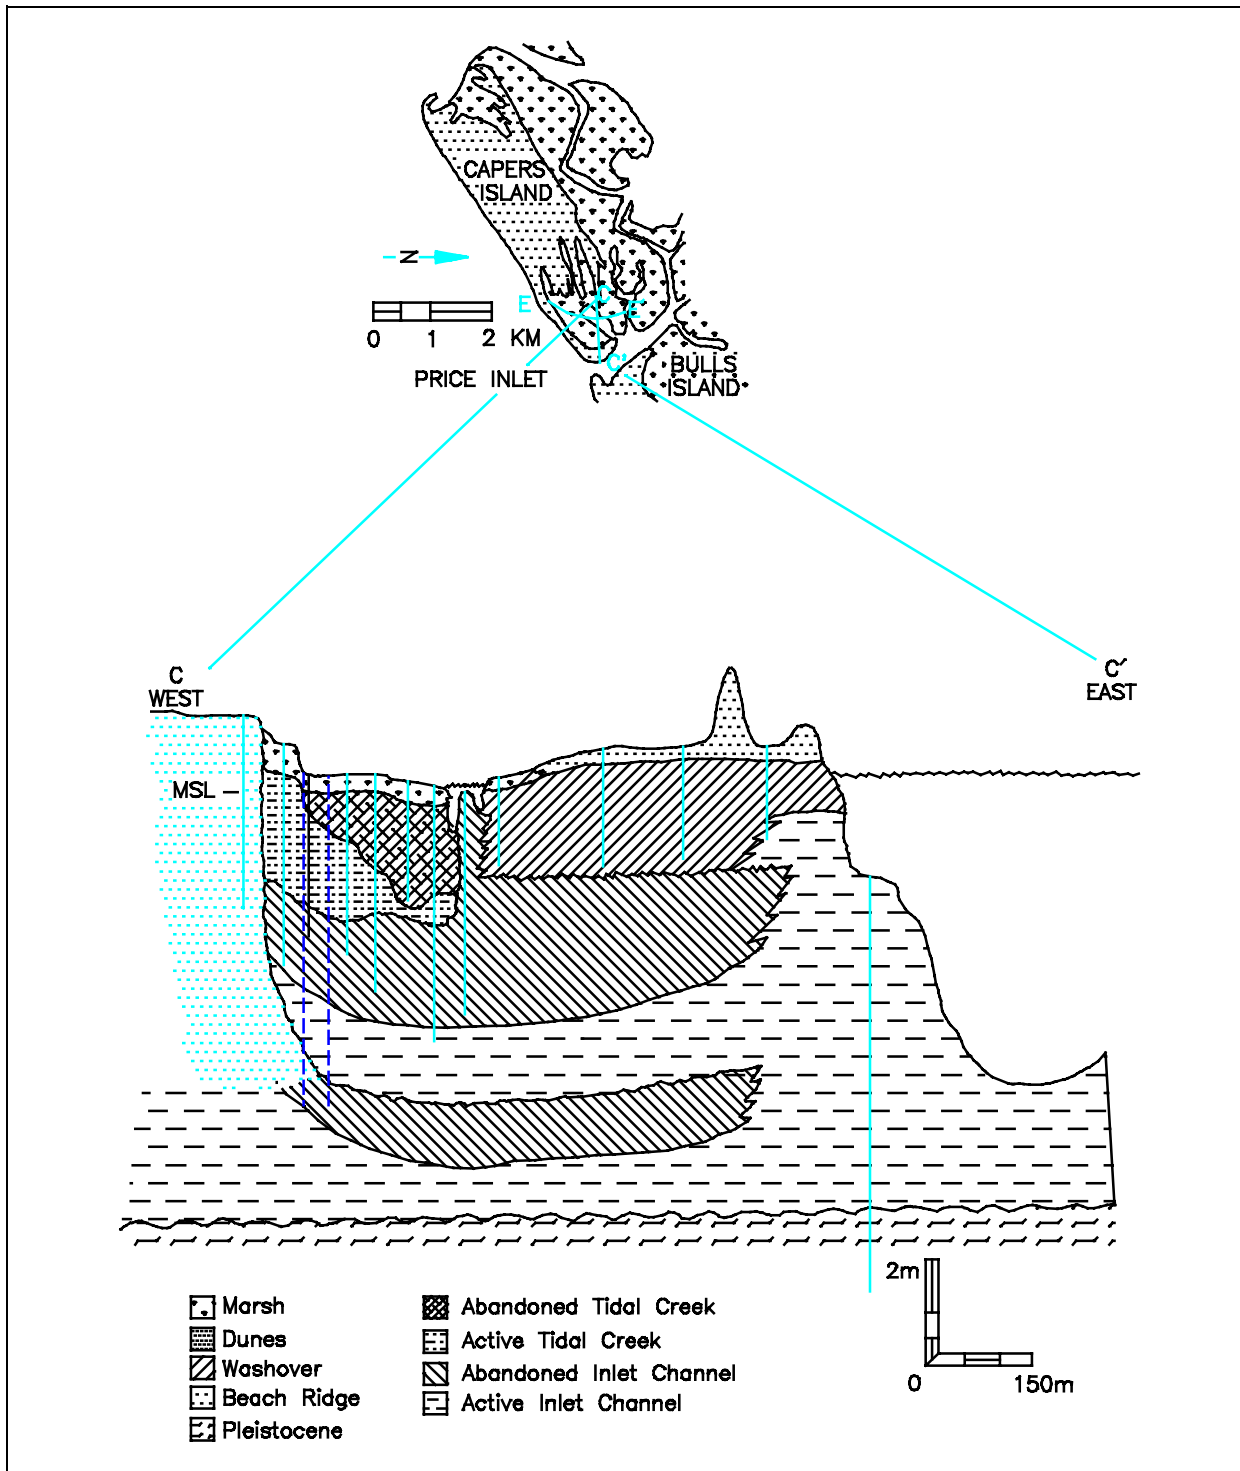 CAPERS
ISLAND
N
E
C
E'
0 1 2 KM
C'
PRICE INLET
BULLS
ISLAND
C
WEST
C'
EAST
MSL
2m
0 150m
Marsh
Dunes
Washover
Beach Ridge
Pleistocene
Abandoned Tidal Creek
Active Tidal Creek
Abandoned Inlet Channel
Active Inlet Channel